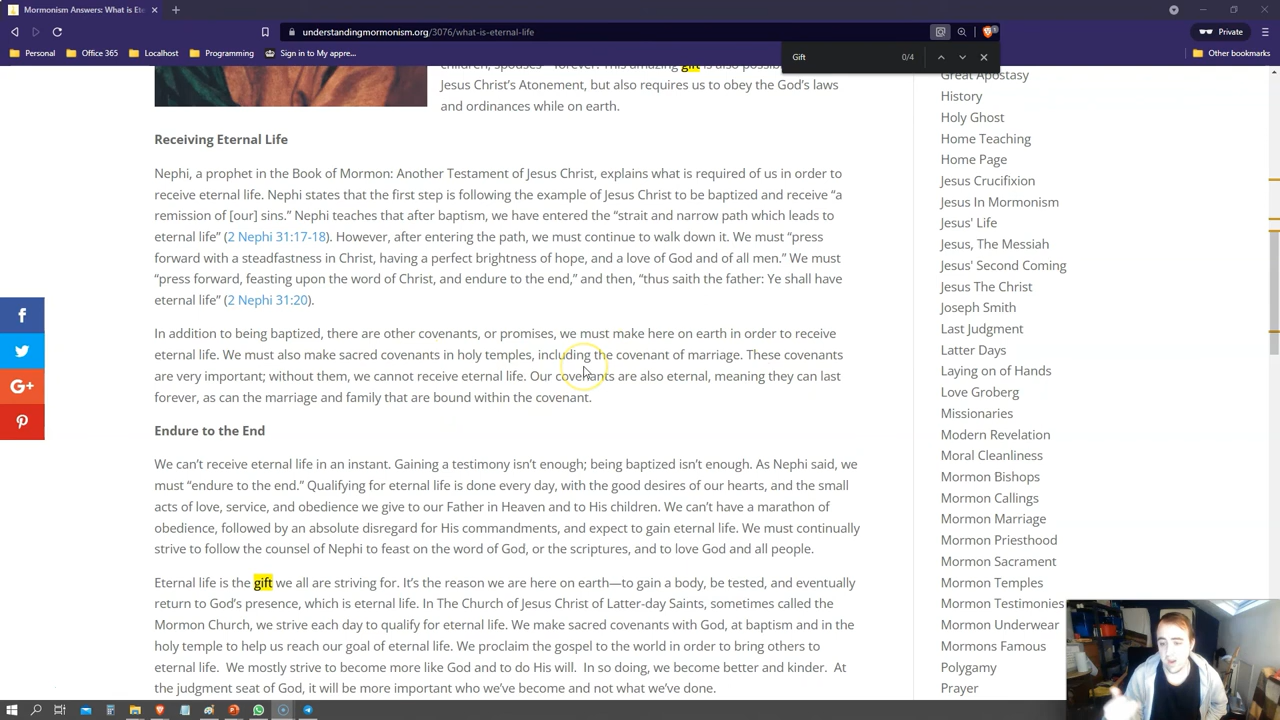 Mormonism Answers: What is Ete
understandingmormonism.org/3076/what-is-eternal-life
Private
Personal
Office 365
Localhost
Programming
Sign in to My appre...
Other bookmarks
Gift
0/4
children, spouses – forever. This amazing gift is also possible
Jesus Christ's Atonement, but also requires us to obey the God's laws
and ordinances while on earth.
Receiving Eternal Life
Nephi, a prophet in the Book of Mormon: Another Testament of Jesus Christ, explains what is required of us in order to
receive eternal life. Nephi states that the first step is following the example of Jesus Christ to be baptized and receive “a
remission of [our] sins.” Nephi teaches that after baptism, we have entered the “strait and narrow path which leads to
eternal life” (2 Nephi 31:17-18). However, after entering the path, we must continue to walk down it. We must “press
forward with a steadfastness in Christ, having a perfect brightness of hope, and a love of God and of all men.” We must
“press forward, feasting upon the word of Christ, and endure to the end,” and then, “thus saith the father: Ye shall have
eternal life” (2 Nephi 31:20).
In addition to being baptized, there are other covenants, or promises, we must make here on earth in order to receive
eternal life. We must also make sacred covenants in holy temples, including the covenant of marriage. These covenants
are very important; without them, we cannot receive eternal life. Our covenants are also eternal, meaning they can last
forever, as can the marriage and family that are bound within the covenant.
Endure to the End
We can’t receive eternal life in an instant. Gaining a testimony isn’t enough; being baptized isn’t enough. As Nephi said, we
must “endure to the end.” Qualifying for eternal life is done every day, with the good desires of our hearts, and the small
acts of love, service, and obedience we give to our Father in Heaven and to His children. We can’t have a marathon of
obedience, followed by an absolute disregard for His commandments, and expect to gain eternal life. We must continually
strive to follow the counsel of Nephi to feast on the word of God, or the scriptures, and to love God and all people.
Eternal life is the gift we all are striving for. It’s the reason we are here on earth—to gain a body, be tested, and eventually
return to God’s presence, which is eternal life. In The Church of Jesus Christ of Latter-day Saints, sometimes called the
Mormon Church, we strive each day to qualify for eternal life. We make sacred covenants with God, at baptism and in the
holy temple to help us reach our goal of eternal life. We proclaim the gospel to the world in order to bring others to
eternal life. We mostly strive to become more like God and to do His will. In so doing, we become better and kinder. At
the judgment seat of God, it will be more important who we’ve become and not what we’ve done.
Great Apostasy
History
Holy Ghost
Home Teaching
Home Page
Jesus Crucifixion
Jesus In Mormonism
Jesus' Life
Jesus, The Messiah
Jesus' Second Coming
Jesus The Christ
Joseph Smith
Last Judgment
Latter Days
Laying on of Hands
Love Groberg
Missionaries
Modern Revelation
Moral Cleanliness
Mormon Bishops
Mormon Callings
Mormon Marriage
Mormon Priesthood
Mormon Sacrament
Mormon Temples
Mormon Testimonies
Mormon Underwear
Mormons Famous
Polygamy
Prayer